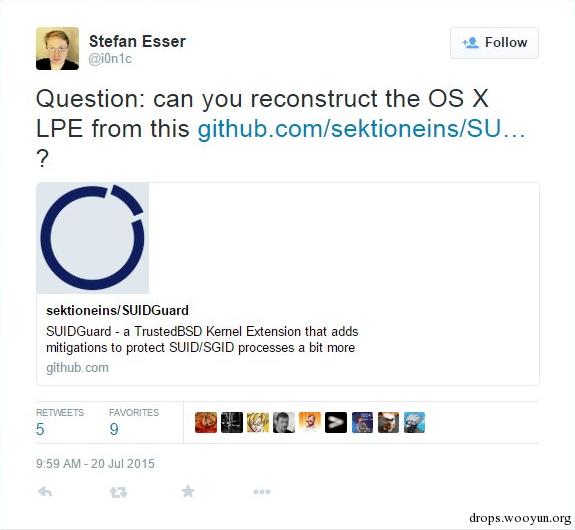 Stefan Esser
@i0n1c
Follow
Question: can you reconstruct the OS X
LPE from this github.com/sektioneins/SU…
?
sektioneins/SUIDGuard
SUIDGuard - a TrustedBSD Kernel Extension that adds
mitigations to protect SUID/SGID processes a bit more
github.com
RETWEETS FAVORITES
5 9
9:59 AM - 20 Jul 2015
drops.wooyun.org